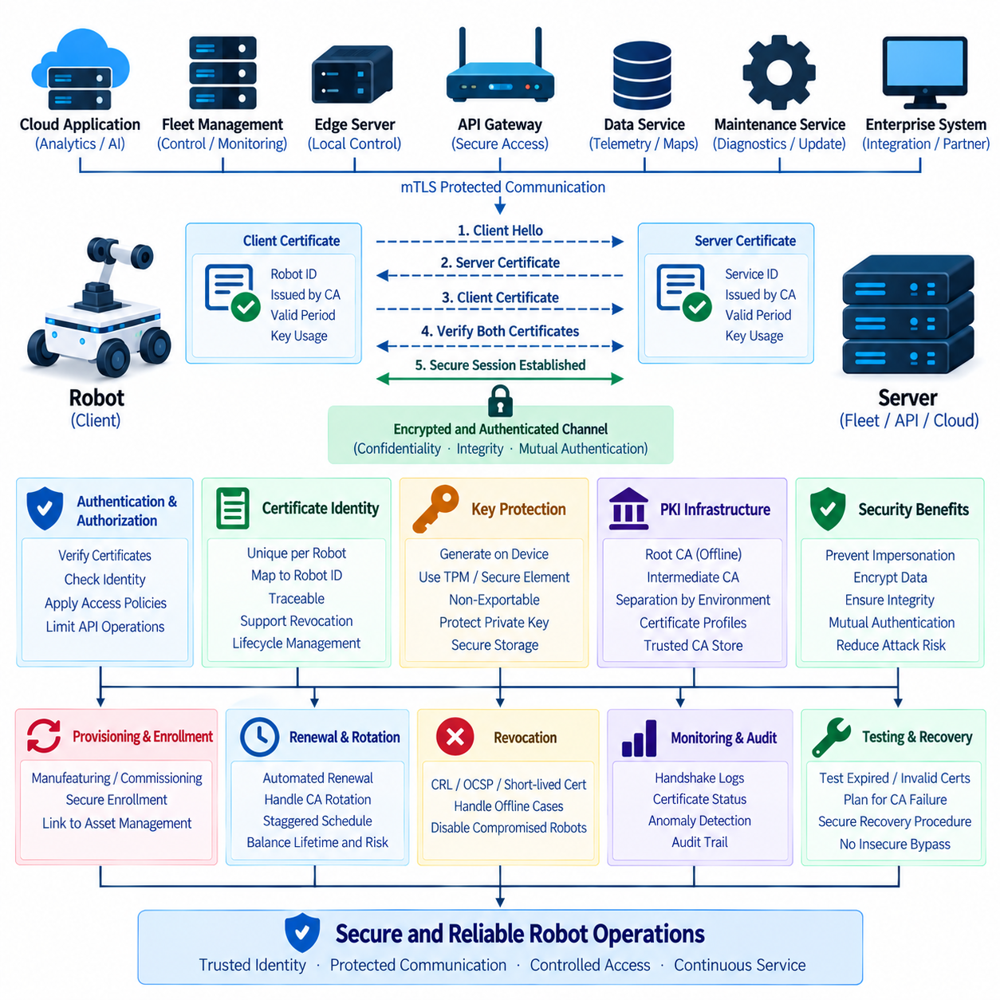 Cloud Application
(Analytics / AI)
Fleet Management
(Control / Monitoring)
Edge Server
(Local Control)
API Gateway
(Secure Access)
Data Service
(Telemetry / Maps)
Maintenance Service
(Diagnostics / Update)
Enterprise System
(Integration / Partner)
mTLS Protected Communication
Robot
(Client)
Client Certificate
Robot ID
Issued by CA
Valid Period
Key Usage
1. Client Hello
2. Server Certificate
3. Client Certificate
4. Verify Both Certificates
5. Secure Session Established
Server Certificate
Service ID
Issued by CA
Valid Period
Key Usage
Server
(Fleet / API / Cloud)
Encrypted and Authenticated Channel
(Confidentiality · Integrity · Mutual Authentication)
Authentication &
Authorization
Verify Certificates
Check Identity
Apply Access Policies
Limit API Operations
Certificate Identity
Unique per Robot
Map to Robot ID
Traceable
Support Revocation
Lifecycle Management
Key Protection
Generate on Device
Use TPM / Secure Element
Non-Exportable
Protect Private Key
Secure Storage
PKI Infrastructure
Root CA (Offline)
Intermediate CA
Separation by Environment
Certificate Profiles
Trusted CA Store
Security Benefits
Prevent Impersonation
Encrypt Data
Ensure Integrity
Mutual Authentication
Reduce Attack Risk
Provisioning & Enrollment
Manufeaturing / Commissioning
Secure Enrollment
Link to Asset Management
Renewal & Rotation
Automated Renewal
Handle CA Rotation
Staggered Schedule
Balance Lifetime and Risk
Revocation
CRL / OCSP / Short-lived Cert
Handle Offline Cases
Disable Compromised Robots
Monitoring & Audit
Handshake Logs
Certificate Status
Anomaly Detection
Audit Trail
Testing & Recovery
Test Expired / Invalid Certs
Plan for CA Failure
Secure Recovery Procedure
No Insecure Bypass
Secure and Reliable Robot Operations
Trusted Identity · Protected Communication · Controlled Access · Continuous Service